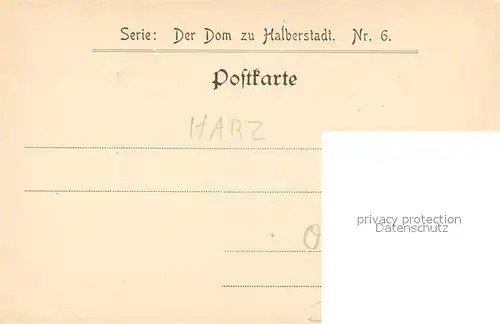 Serie: Der Dom zu Halberstadt. Nr. 6.
Poſtkarte
HARZ
privacy protection
Datenschutz